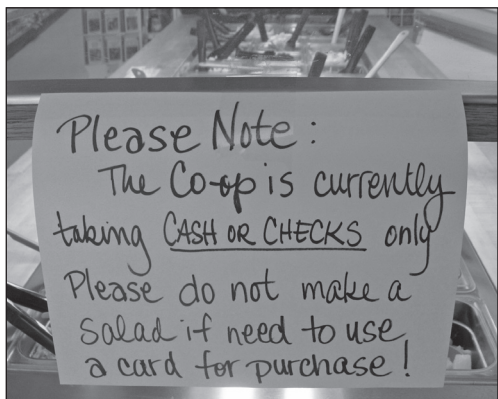 Please Note:
The Co-op is currently
taking CASH OR CHECKS only
Please do not make a
salad if need to use
a card for purchase!